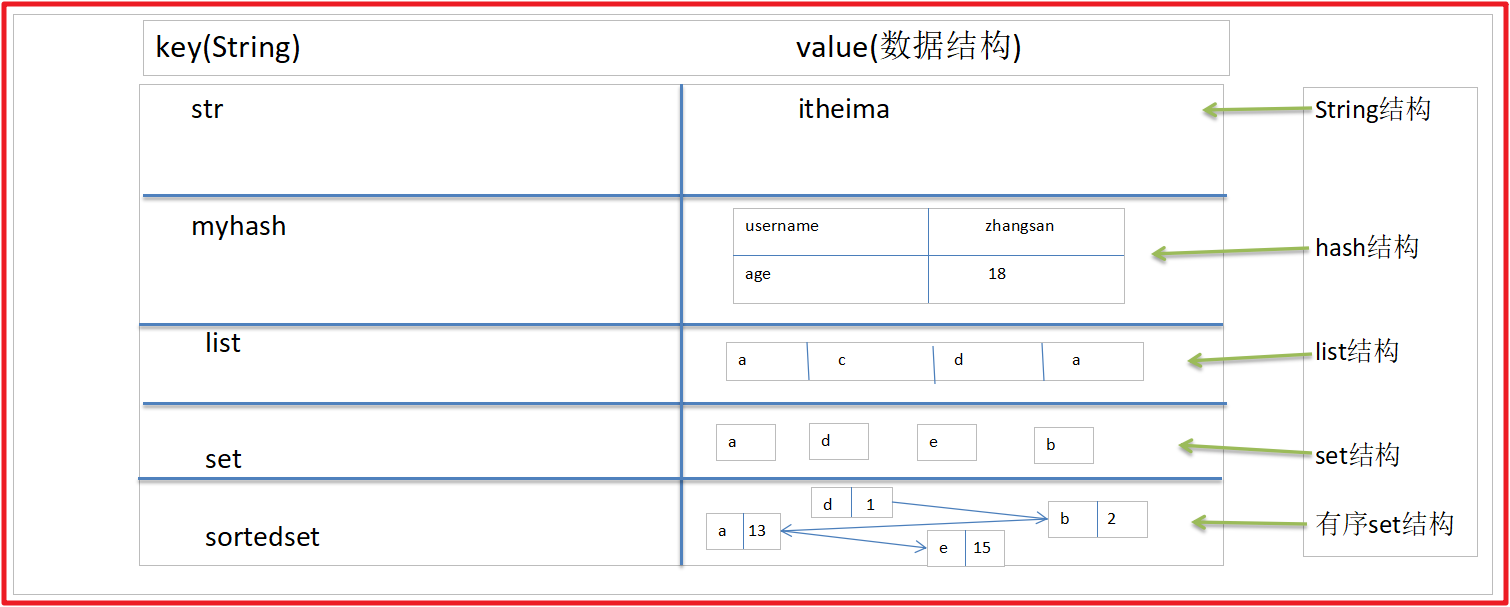 key(String) value(数据结构)
str itheima String结构
myhash username zhangsan hash结构
age 18
list a c d a list结构
set a d e b set结构
sortedset a 13 d 1 e 15 b 2 有序set结构